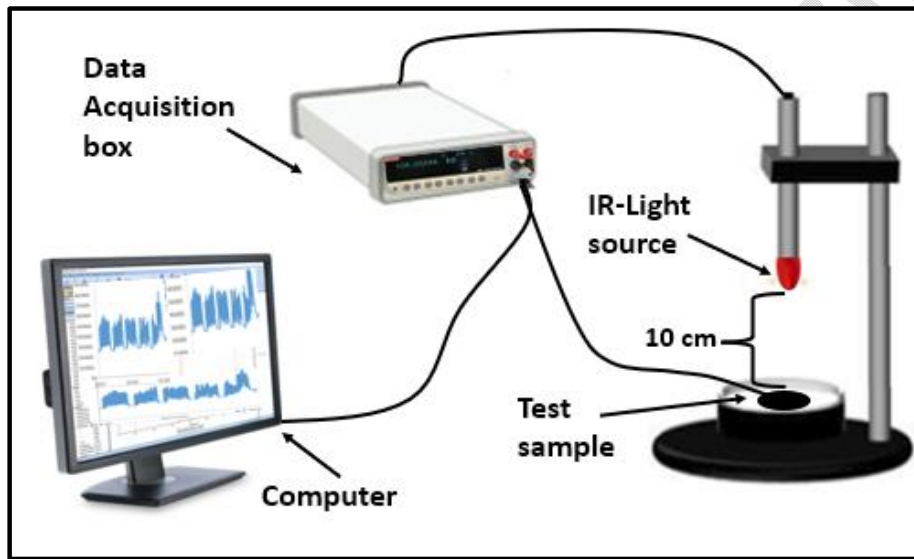 Data
Acquisition
box
IR-Light
source
10 cm
Test
sample
Computer